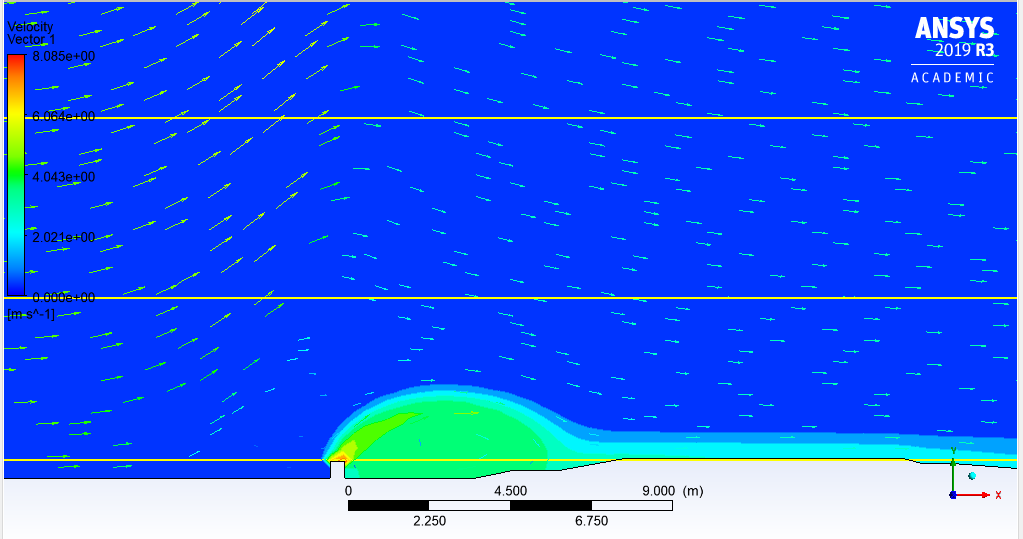 Velocity
Vector 1
8.085e+00
6.064e+00
4.043e+00
2.021e+00
0.000e+00
[m s^-1]
ANSYS
2019 R3
ACADEMIC
0 4.500 9.000 (m)
2.250 6.750
Y
X